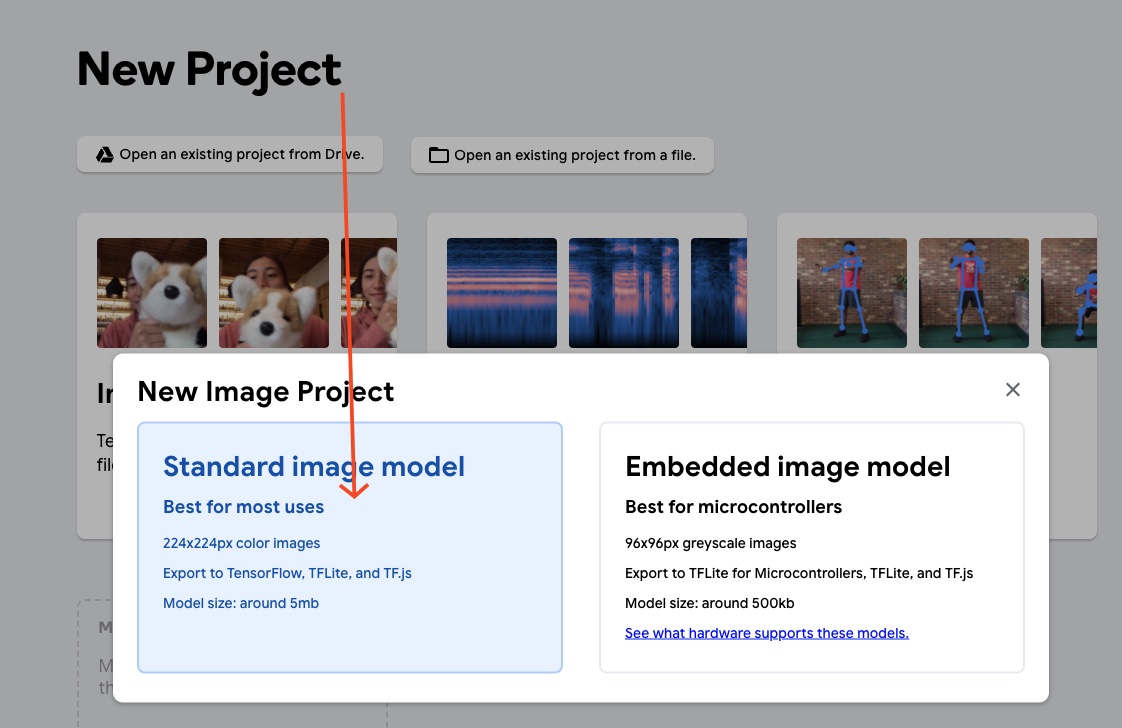 New Project
Open an existing project from Drive.
Open an existing project from a file.
New Image Project
Standard image model
Best for most uses
224x224px color images
Export to TensorFlow, TFLite, and TF.js
Model size: around 5mb
Embedded image model
Best for microcontrollers
96x96px greyscale images
Export to TFLite for Microcontrollers, TFLite, and TF.js
Model size: around 500kb
See what hardware supports these models.